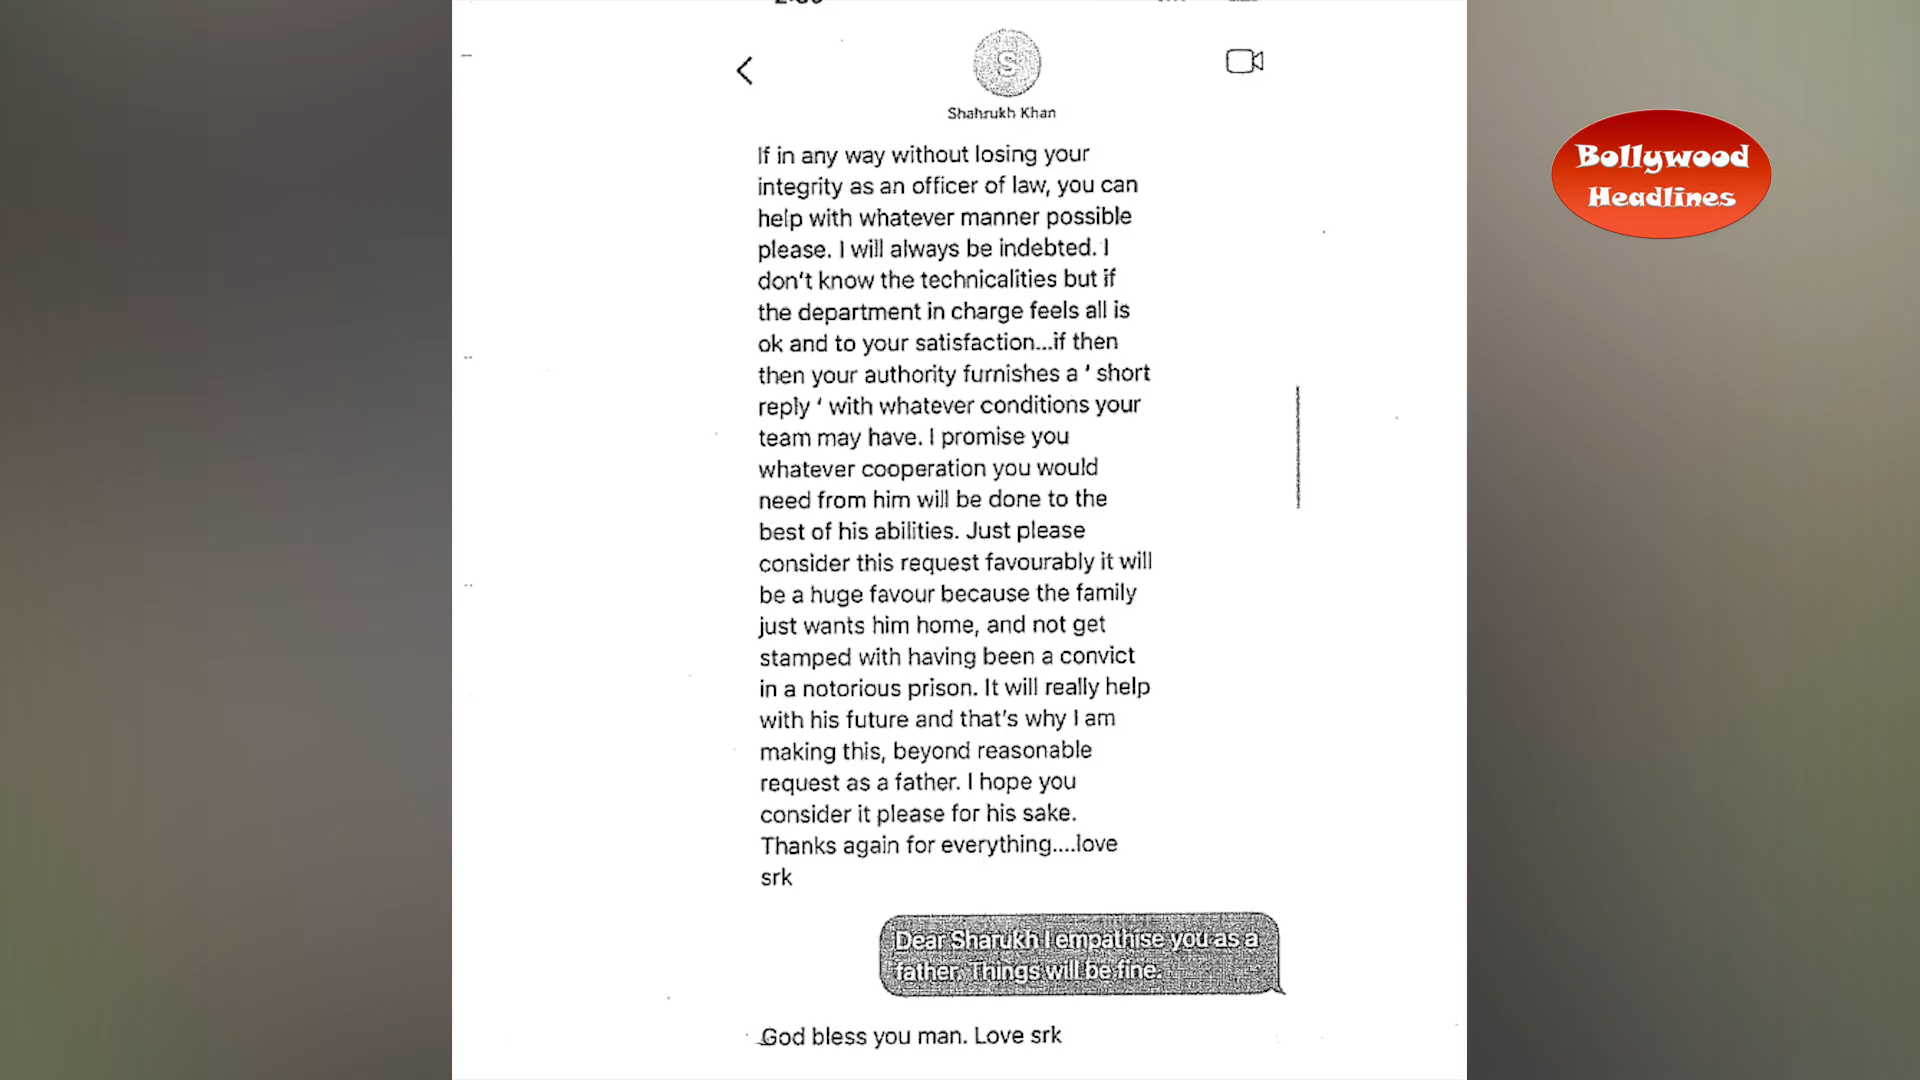 S
Shahrukh Khan
If in any way without losing your
integrity as an officer of law, you can
help with whatever manner possible
please. I will always be indebted. I
don't know the technicalities but if
the department in charge feels all is
ok and to your satisfaction...if then
then your authority furnishes a ' short
reply ' with whatever conditions your
team may have. I promise you
whatever cooperation you would
need from him will be done to the
best of his abilities. Just please
consider this request favourably it will
be a huge favour because the family
just wants him home, and not get
stamped with having been a convict
in a notorious prison. It will really help
with his future and that's why I am
making this, beyond reasonable
request as a father. I hope you
consider it please for his sake.
Thanks again for everything....love
srk
Dear Sharukh I empathise you as a
father. Things will be fine.
God bless you man. Love srk
Bollywood
Headlines